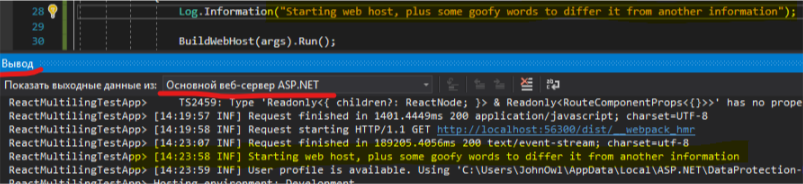 28 Log.Information("Starting web host, plus some goofy words to differ it from another information");
29
30 BuildWebHost(args).Run();
Вывод
Показать выходные данные из: Основной веб-сервер ASP.NET
ReactMultilingTestApp> TS2459: Type 'Readonly<{ children?: ReactNode; }> & Readonly<RouteComponentProps<{}>>' has no prope
ReactMultilingTestApp> [14:19:57 INF] Request finished in 1401.4449ms 200 application/javascript; charset=UTF-8
ReactMultilingTestApp> [14:19:58 INF] Request starting HTTP/1.1 GET http://localhost:56300/dist/__webpack_hmr
ReactMultilingTestApp> [14:23:07 INF] Request finished in 189205.4056ms 200 text/event-stream; charset=utf-8
ReactMultilingTestApp> [14:23:58 INF] Starting web host, plus some goofy words to differ it from another information
ReactMultilingTestApp> [14:23:59 INF] User profile is available. Using 'C:\Users\JohnOwl\AppData\Local\ASP.NET\DataProtection-
ReactMultilingTestApp> Hosting environment: Development